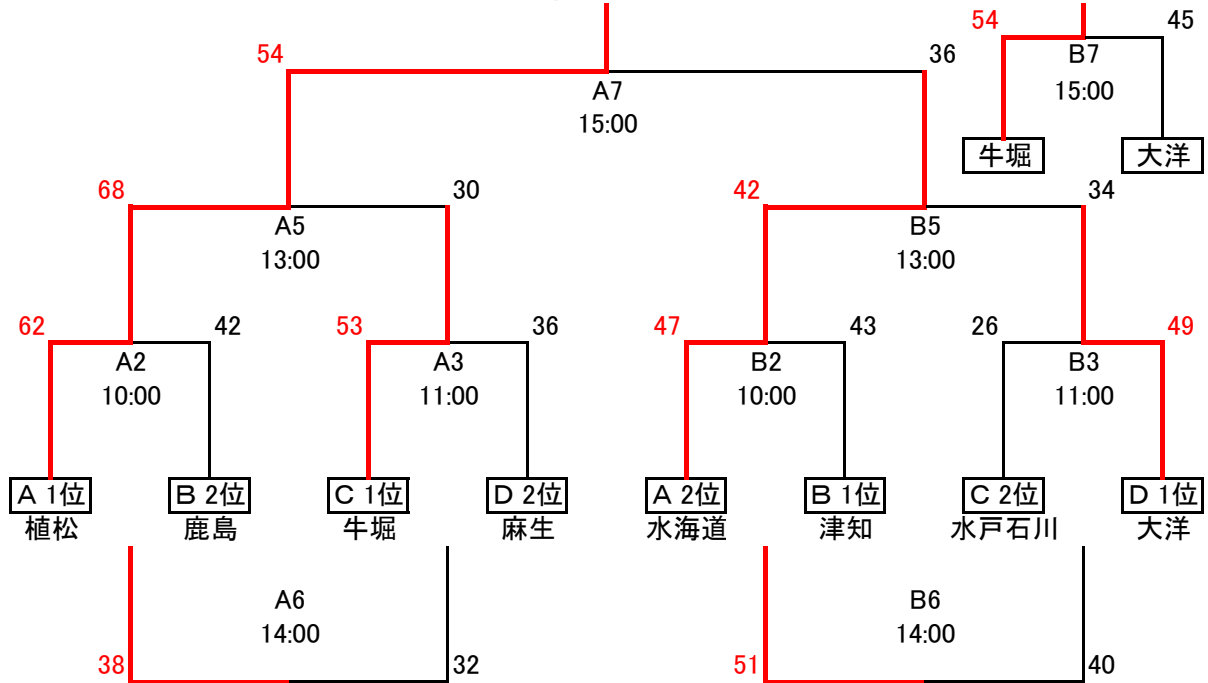 54 45
54 36 B7
A7 15:00
15:00
牛堀 大洋
68 30 42 34
A5 B5
13:00 13:00
62 42 53 36 47 43 26 49
A2 A3 B2 B3
10:00 11:00 10:00 11:00
A 1位 B 2位 C 1位 D 2位 A 2位 B 1位 C 2位 D 1位
植松 鹿島 牛堀 麻生 水海道 津知 水戸石川 大洋
A6 B6
14:00 14:00
38 32 51 40